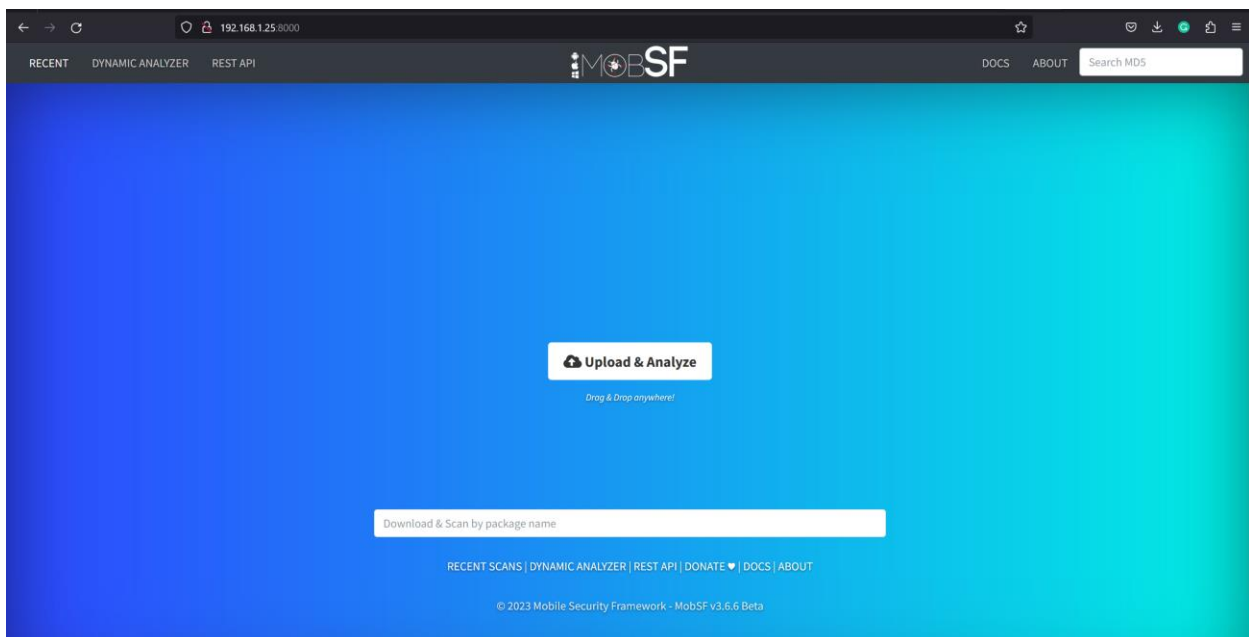 192.168.1.25:8000
RECENT DYNAMIC ANALYZER REST API MOBSF DOCS ABOUT Search MD5
Upload & Analyze
Drag & Drop anywhere!
Download & Scan by package name
RECENT SCANS | DYNAMIC ANALYZER | REST API | DONATE ♥ | DOCS | ABOUT
© 2023 Mobile Security Framework - MobSF v3.6.6 Beta